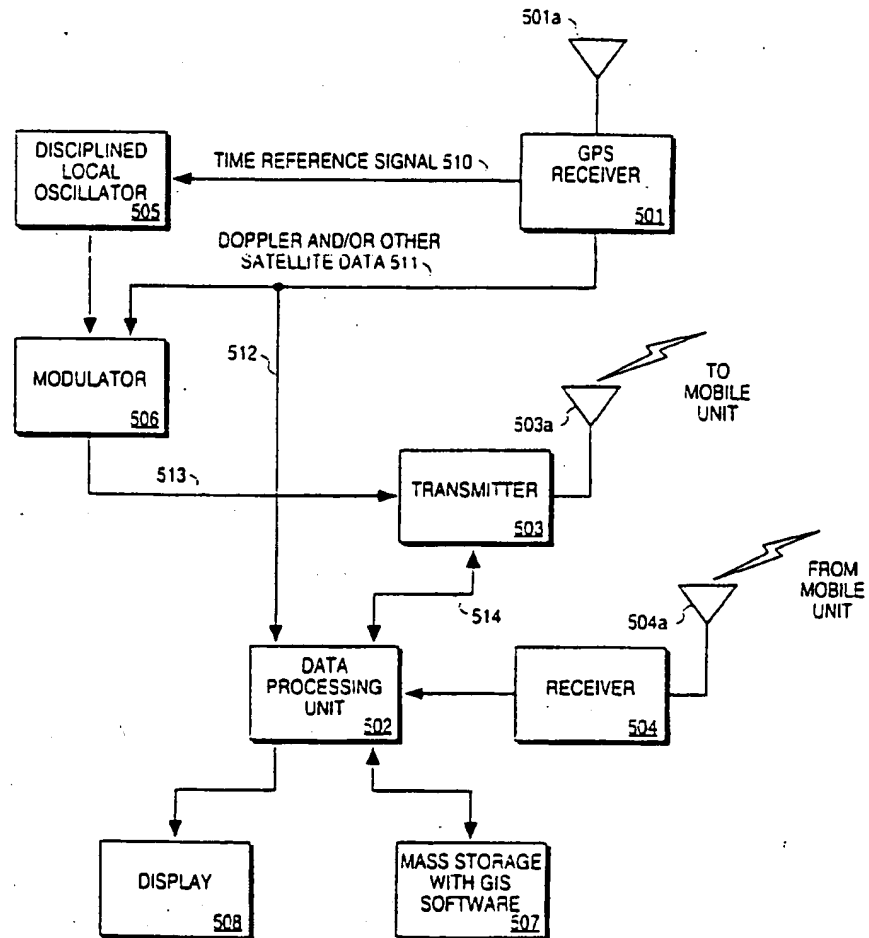 501a
DISCIPLINED
LOCAL
OSCILLATOR
505
TIME REFERENCE SIGNAL 510
GPS
RECEIVER
501
DOPPLER AND/OR OTHER
SATELLITE DATA 511
MODULATOR
506
512
TO
MOBILE
UNIT
503a
513
TRANSMITTER
503
FROM
MOBILE
UNIT
514
504a
DATA
PROCESSING
UNIT
502
RECEIVER
504
DISPLAY
508
MASS STORAGE
WITH GIS
SOFTWARE
507